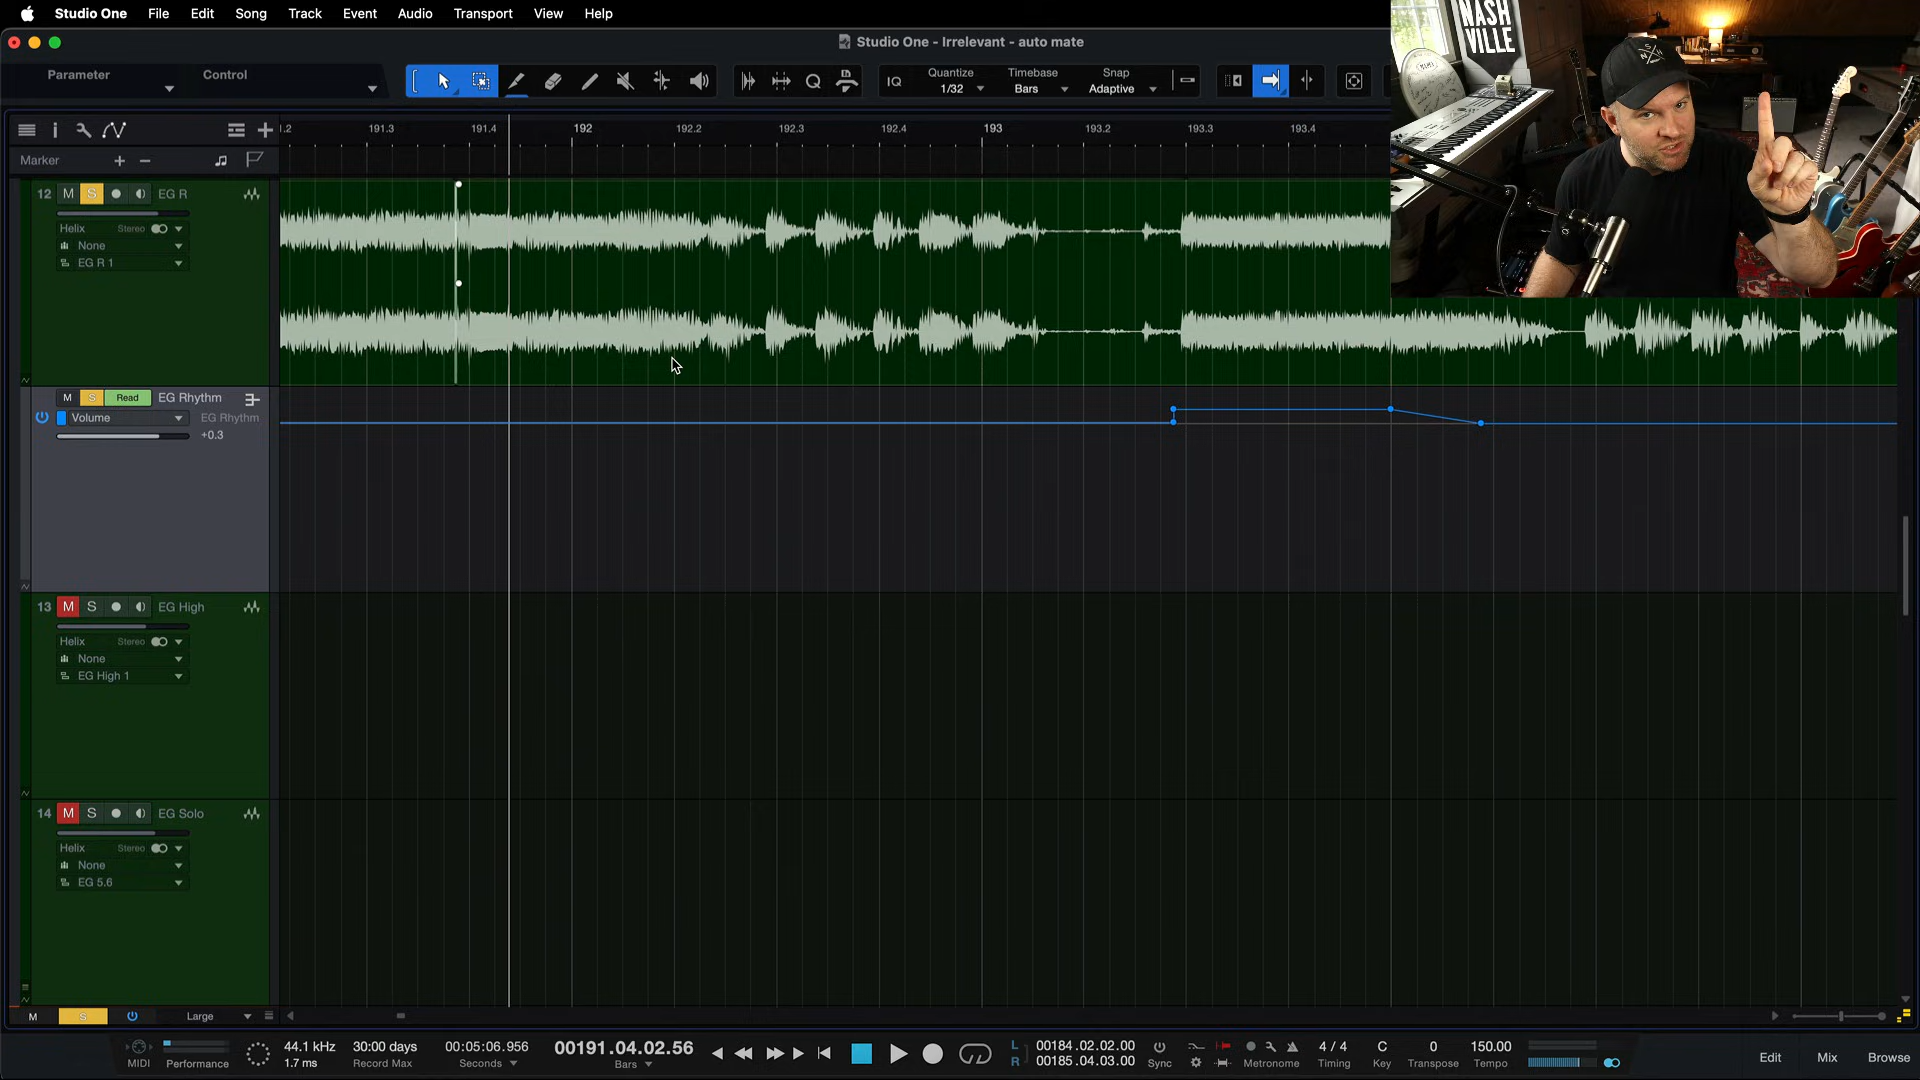 Studio One File Edit Song Track Event Audio Transport View Help
Studio One - Irrelevant - auto mate
Parameter Control
Quantize Timebase Snap
IQ 1/32 Bars Adaptive
NASH
VILLE
1.2 191.3 191.4 192 192.2 192.3 192.4 193 193.2 193.3 193.4
Marker
12 M S EG R
Helix Stereo
None
EG R 1
M S Read EG Rhythm
Volume EG Rhythm
+0.3
13 M S EG High
Helix Stereo
None
EG High 1
14 M S EG Solo
Helix Stereo
None
EG 5.6
M S Large
MIDI Performance
44.1 kHz
1.7 ms
30:00 days
Record Max
00:05:06.956
Seconds
00191.04.02.56
Bars
L 00184.02.02.00
R 00185.04.03.00
Sync Metronome
4 / 4
Timing
C
Key
0
Transpose
150.00
Tempo
Edit Mix Browse